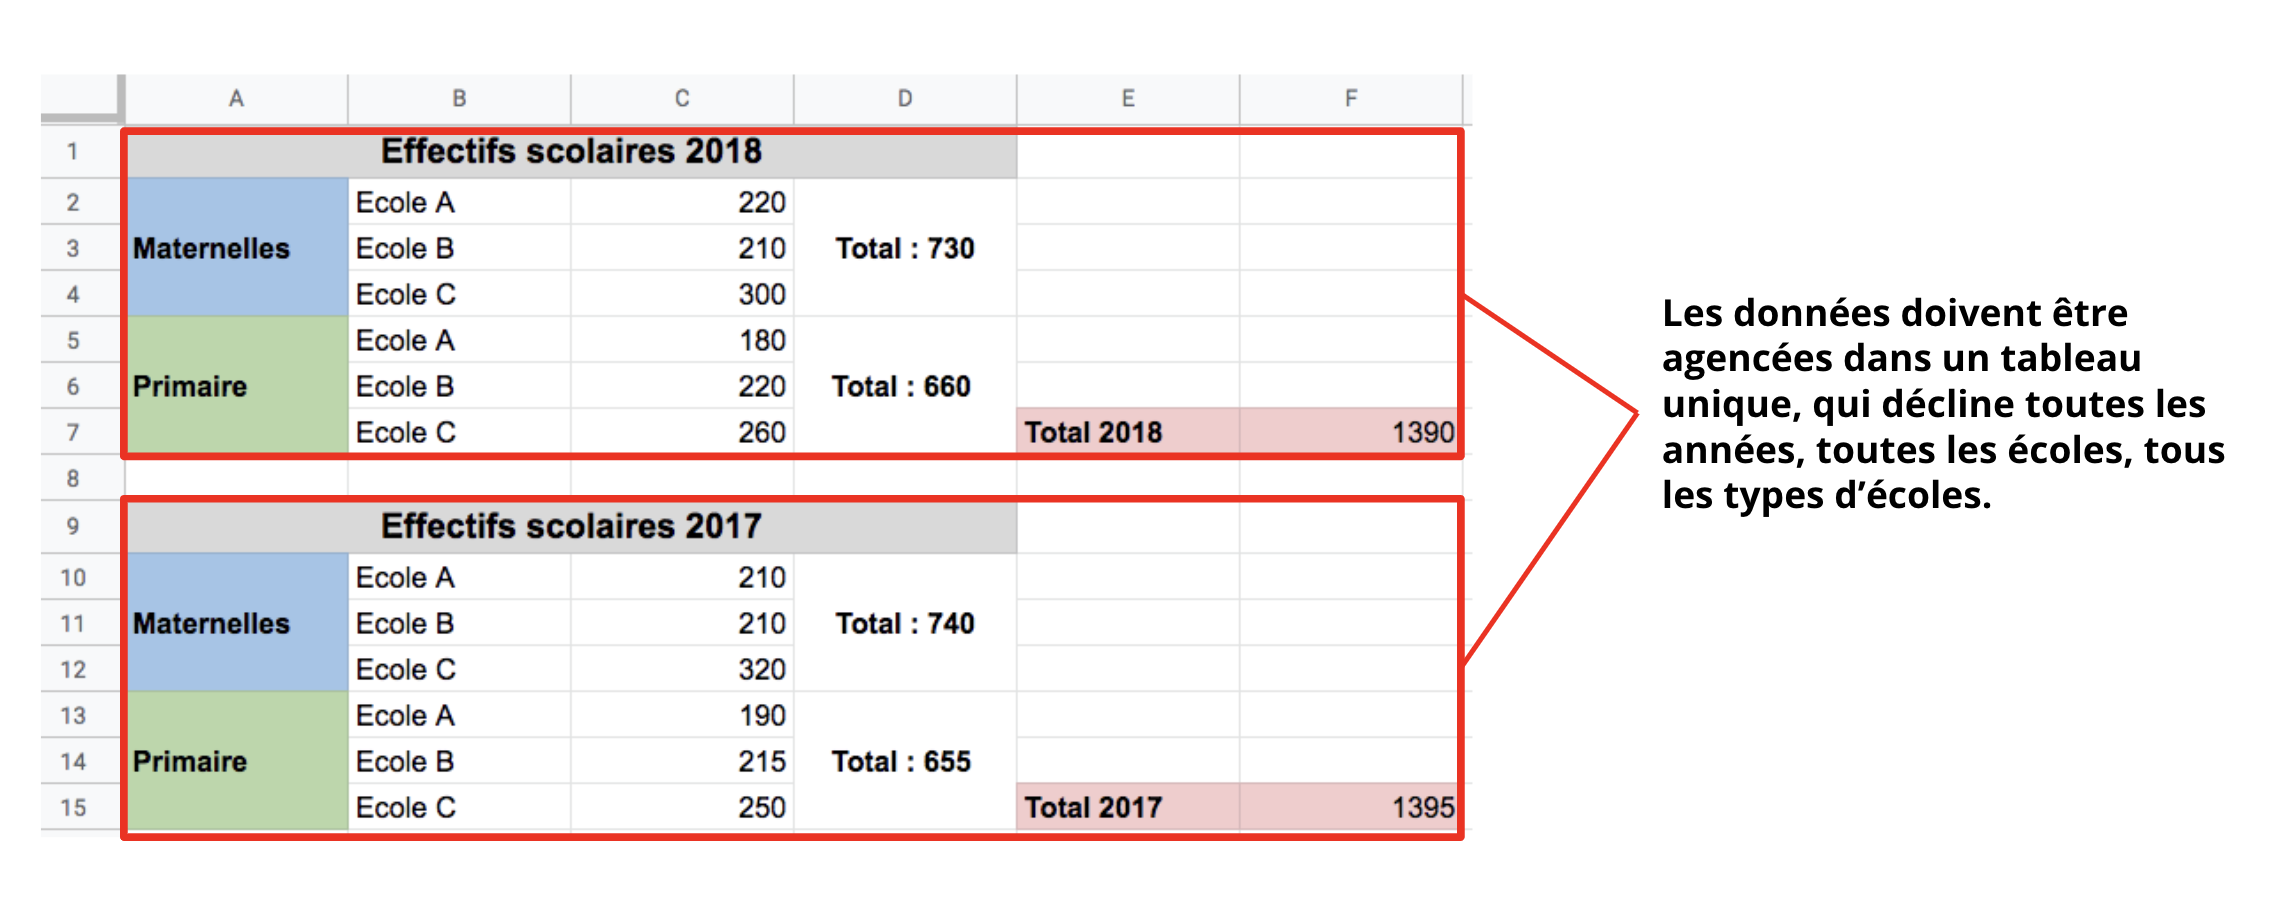 A B C D E F
1 Effectifs scolaires 2018
2 Ecole A 220
3 Maternelles Ecole B 210 Total : 730
4 Ecole C 300
5 Ecole A 180
6 Primaire Ecole B 220 Total : 660
7 Ecole C 260 Total 2018 1390
8
9 Effectifs scolaires 2017
10 Ecole A 210
11 Maternelles Ecole B 210 Total : 740
12 Ecole C 320
13 Ecole A 190
14 Primaire Ecole B 215 Total : 655
15 Ecole C 250 Total 2017 1395
Les données doivent être
agencées dans un tableau
unique, qui décline toutes les
années, toutes les écoles, tous
les types d’écoles.